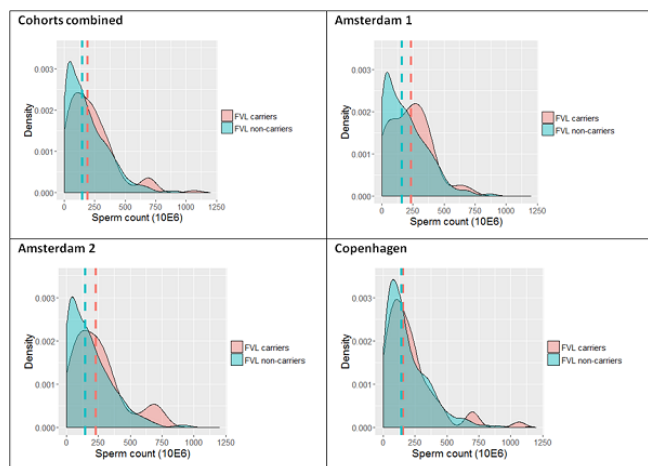 Cohorts combined
0.003
0.002
0.001
0.000
Density
0 250 500 750 1000 1250
Sperm count (10E6)
FVL carriers
FVL non-carriers
Amsterdam 1
0.003
0.002
0.001
0.000
Density
0 250 500 750 1000 1250
Sperm count (10E6)
FVL carriers
FVL non-carriers
Amsterdam 2
0.003
0.002
0.001
0.000
Density
0 250 500 750 1000 1250
Sperm count (10E6)
FVL carriers
FVL non-carriers
Copenhagen
0.003
0.002
0.001
0.000
Density
0 250 500 750 1000 1250
Sperm count (10E6)
FVL carriers
FVL non-carriers